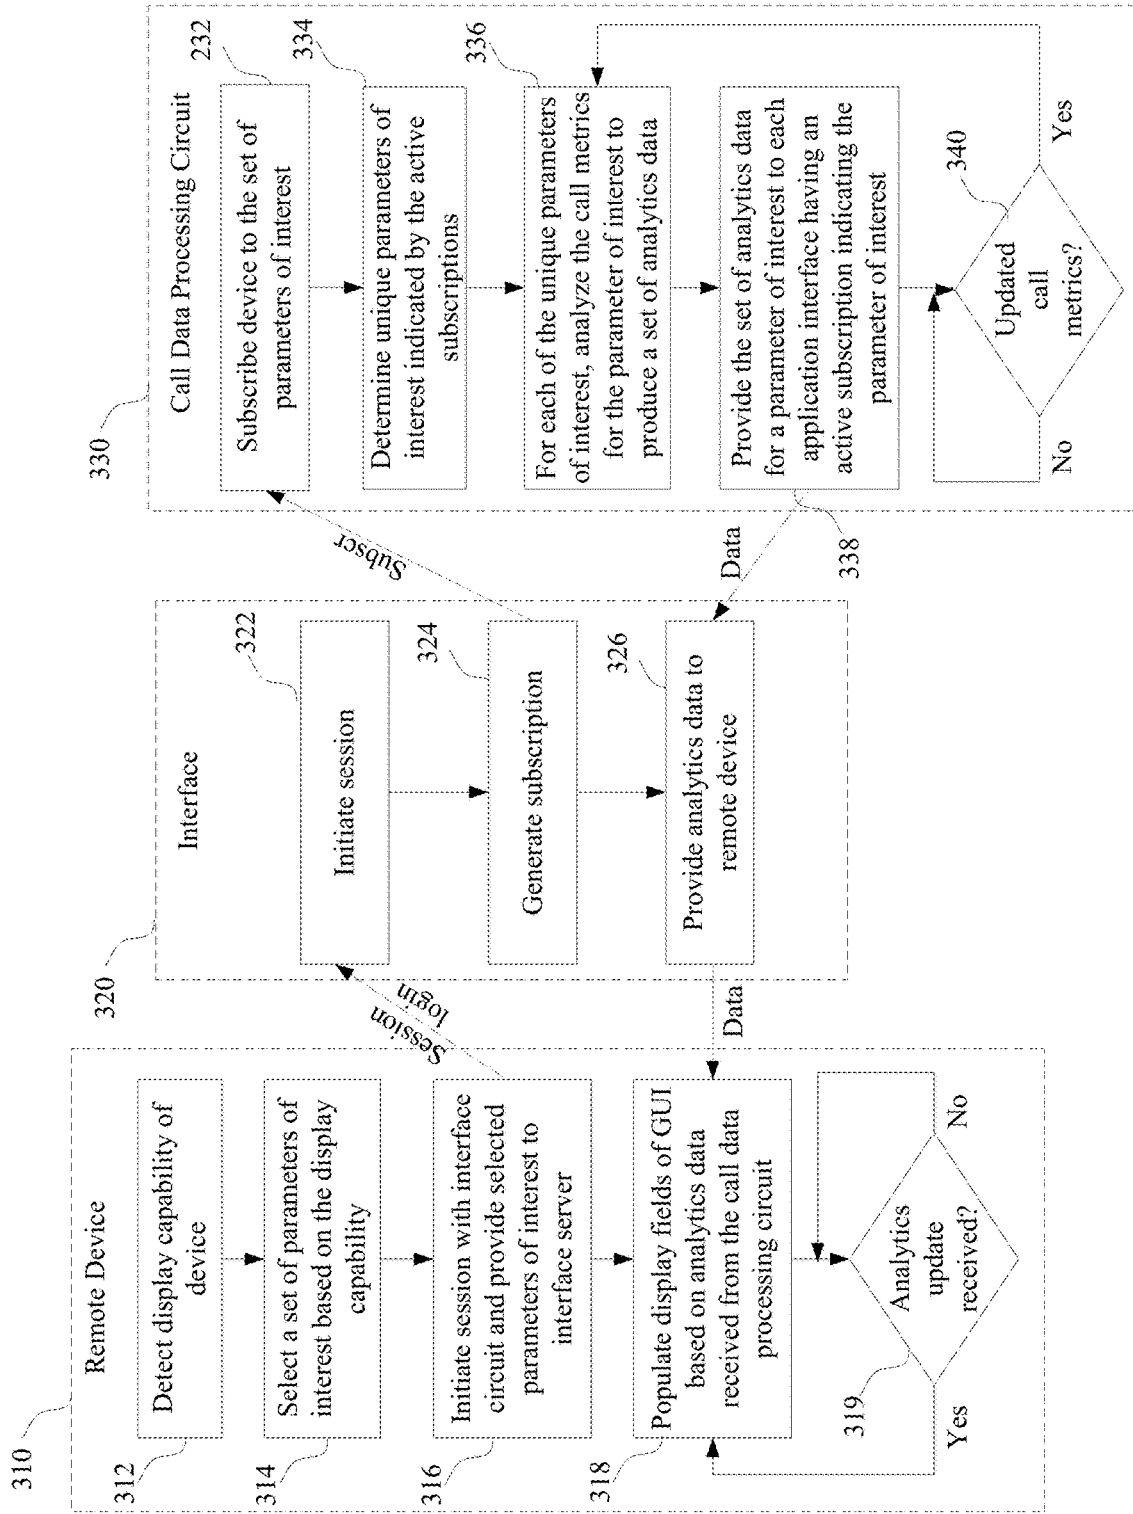 310
Remote Device
312
Detect display capability of
device
314
Select a set of parameters of
interest based on the display
capability
316
Initiate session with interface
circuit and provide selected
parameters of interest to
interface server
318
Populate display fields of GUI
based on analytics data
received from the call data
processing circuit
319
Analytics
update
received?
Yes
No
Session
login
Data
320
Interface
322
Initiate session
324
Generate subscription
326
Provide analytics data to
remote device
Subscr
Data
330
Call Data Processing Circuit
232
Subscribe device to the set of
parameters of interest
334
Determine unique parameters of
interest indicated by the active
subscriptions
336
For each of the unique parameters
of interest, analyze the call metrics
for the parameter of interest to
produce a set of analytics data
338
Provide the set of analytics data
for a parameter of interest to each
application interface having an
active subscription indicating the
parameter of interest
340
Updated
call
metrics?
No
Yes